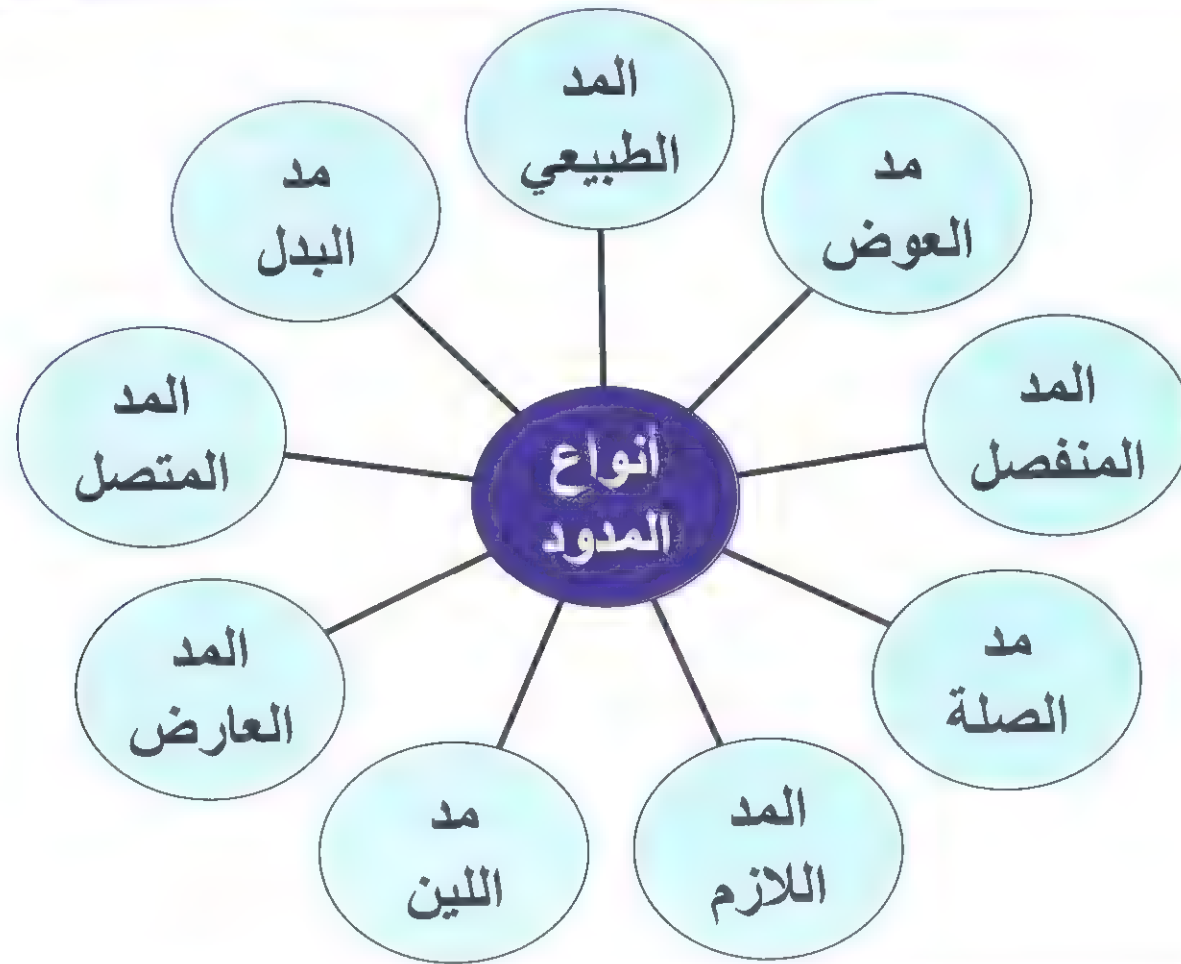 أنواع
المدود
المد
الطبيعي
مد
العوض
المد
المنفصل
مد
الصلة
المد
اللازم
مد
اللين
المد
العارض
المد
المتصل
مد
البدل